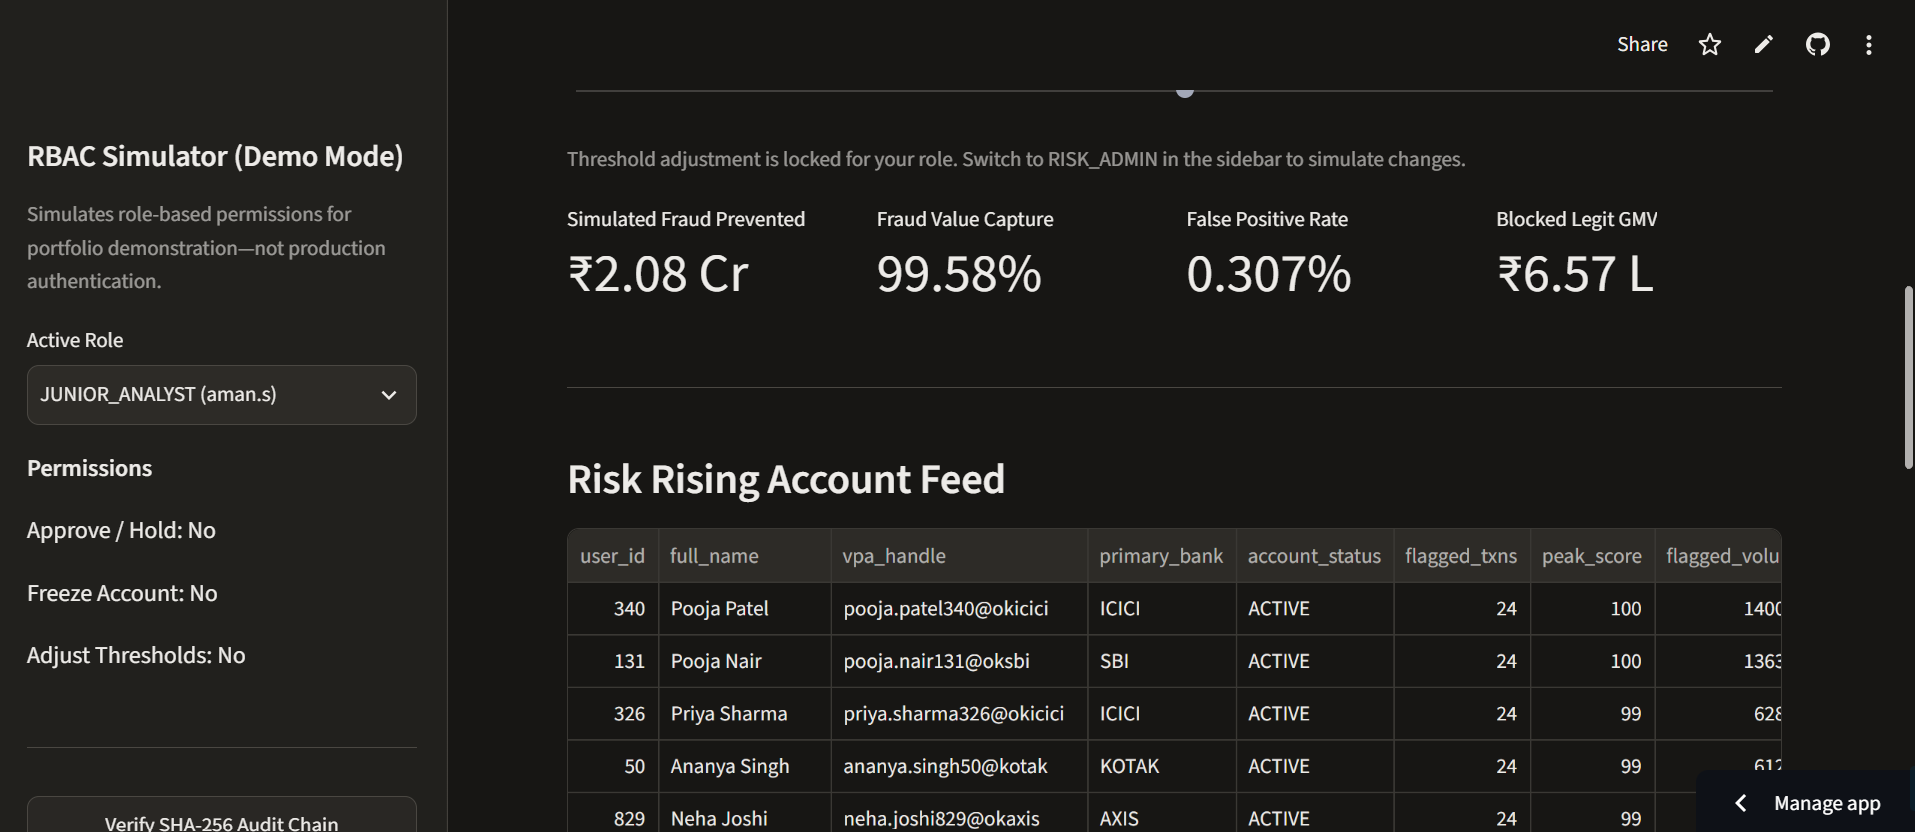 Share
RBAC Simulator (Demo Mode)
Simulates role-based permissions for
portfolio demonstration—not production
authentication.
Active Role
JUNIOR_ANALYST (aman.s)
Permissions
Approve / Hold: No
Freeze Account: No
Adjust Thresholds: No
Verify SHA-256 Audit Chain
Threshold adjustment is locked for your role. Switch to RISK_ADMIN in the sidebar to simulate changes.
Simulated Fraud Prevented Fraud Value Capture False Positive Rate Blocked Legit GMV
₹2.08 Cr 99.58% 0.307% ₹6.57 L
Risk Rising Account Feed
user_id full_name vpa_handle primary_bank account_status flagged_txns peak_score flagged_volu
340 Pooja Patel pooja.patel340@okicici ICICI ACTIVE 24 100 1400
131 Pooja Nair pooja.nair131@oksbi SBI ACTIVE 24 100 1363
326 Priya Sharma priya.sharma326@okicici ICICI ACTIVE 24 99 628
50 Ananya Singh ananya.singh50@kotak KOTAK ACTIVE 24 99 612
829 Neha Joshi neha.joshi829@okaxis AXIS ACTIVE 24 99
Manage app